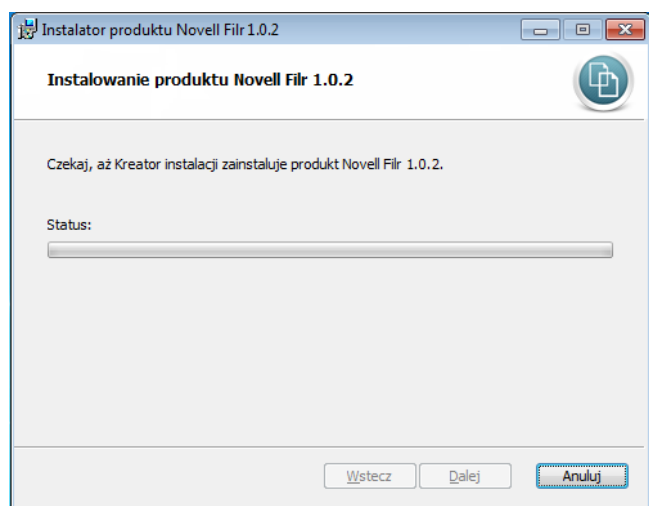 Instalator produktu Novell Filr 1.0.2
Instalowanie produktu Novell Filr 1.0.2
Czekaj, aż Kreator instalacji zainstaluje produkt Novell Filr 1.0.2.
Status:
Wstecz Dalej Anuluj